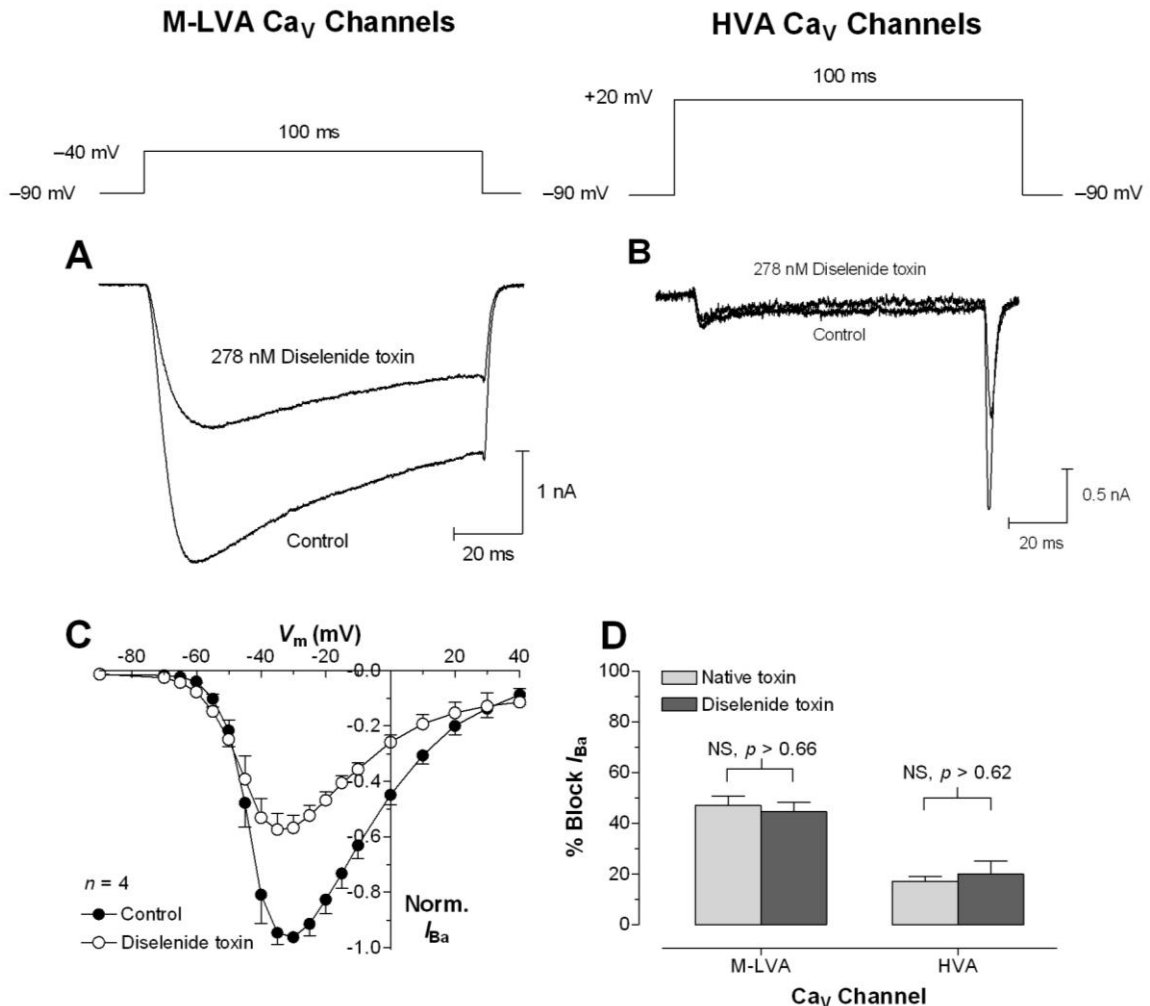 M-LVA CaV Channels
HVA CaV Channels
100 ms
–40 mV
–90 mV
100 ms
+20 mV
–90 mV
–90 mV
A
278 nM Diselenide toxin
Control
1 nA
20 ms
B
278 nM Diselenide toxin
Control
0.5 nA
20 ms
C
Vm (mV)
-80 -60 -40 -20 20 40
-0.0
-0.2
-0.4
-0.6
-0.8
-1.0
Norm.
IBa
n = 4
Control
Diselenide toxin
D
% Block IBa
100
80
60
40
20
0
Native toxin
Diselenide toxin
NS, p > 0.66
NS, p > 0.62
M-LVA HVA
CaV Channel